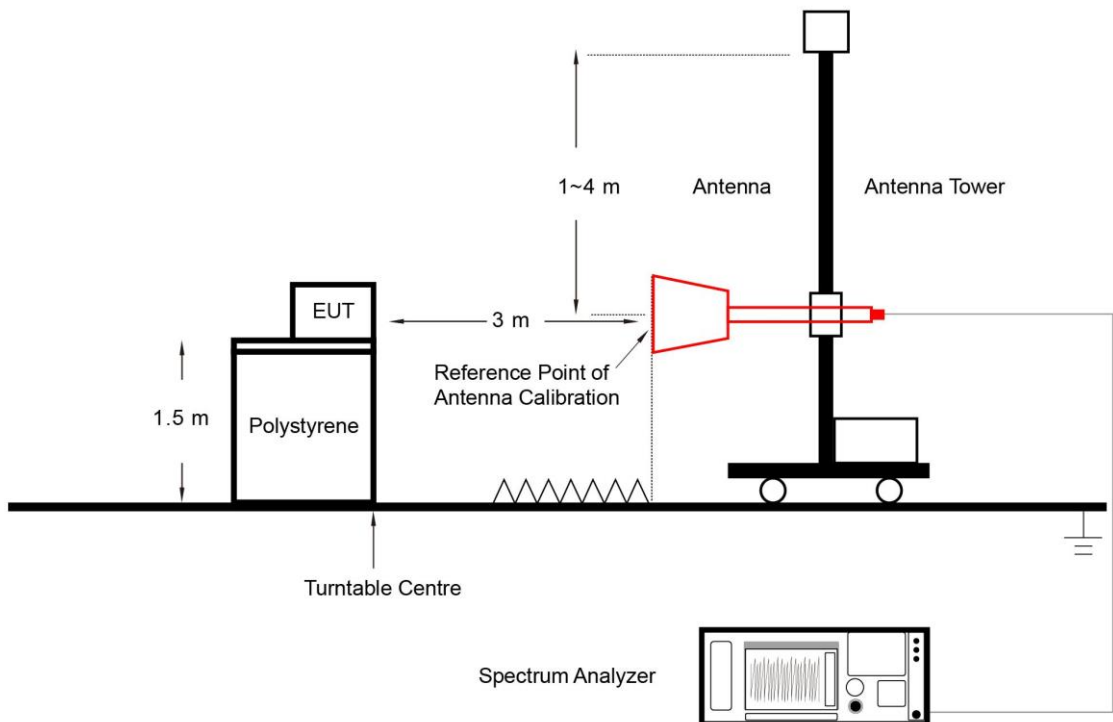 1~4 m
Antenna
Antenna Tower
EUT
3 m
Reference Point of
Antenna Calibration
1.5 m
Polystyrene
Turntable Centre
Spectrum Analyzer